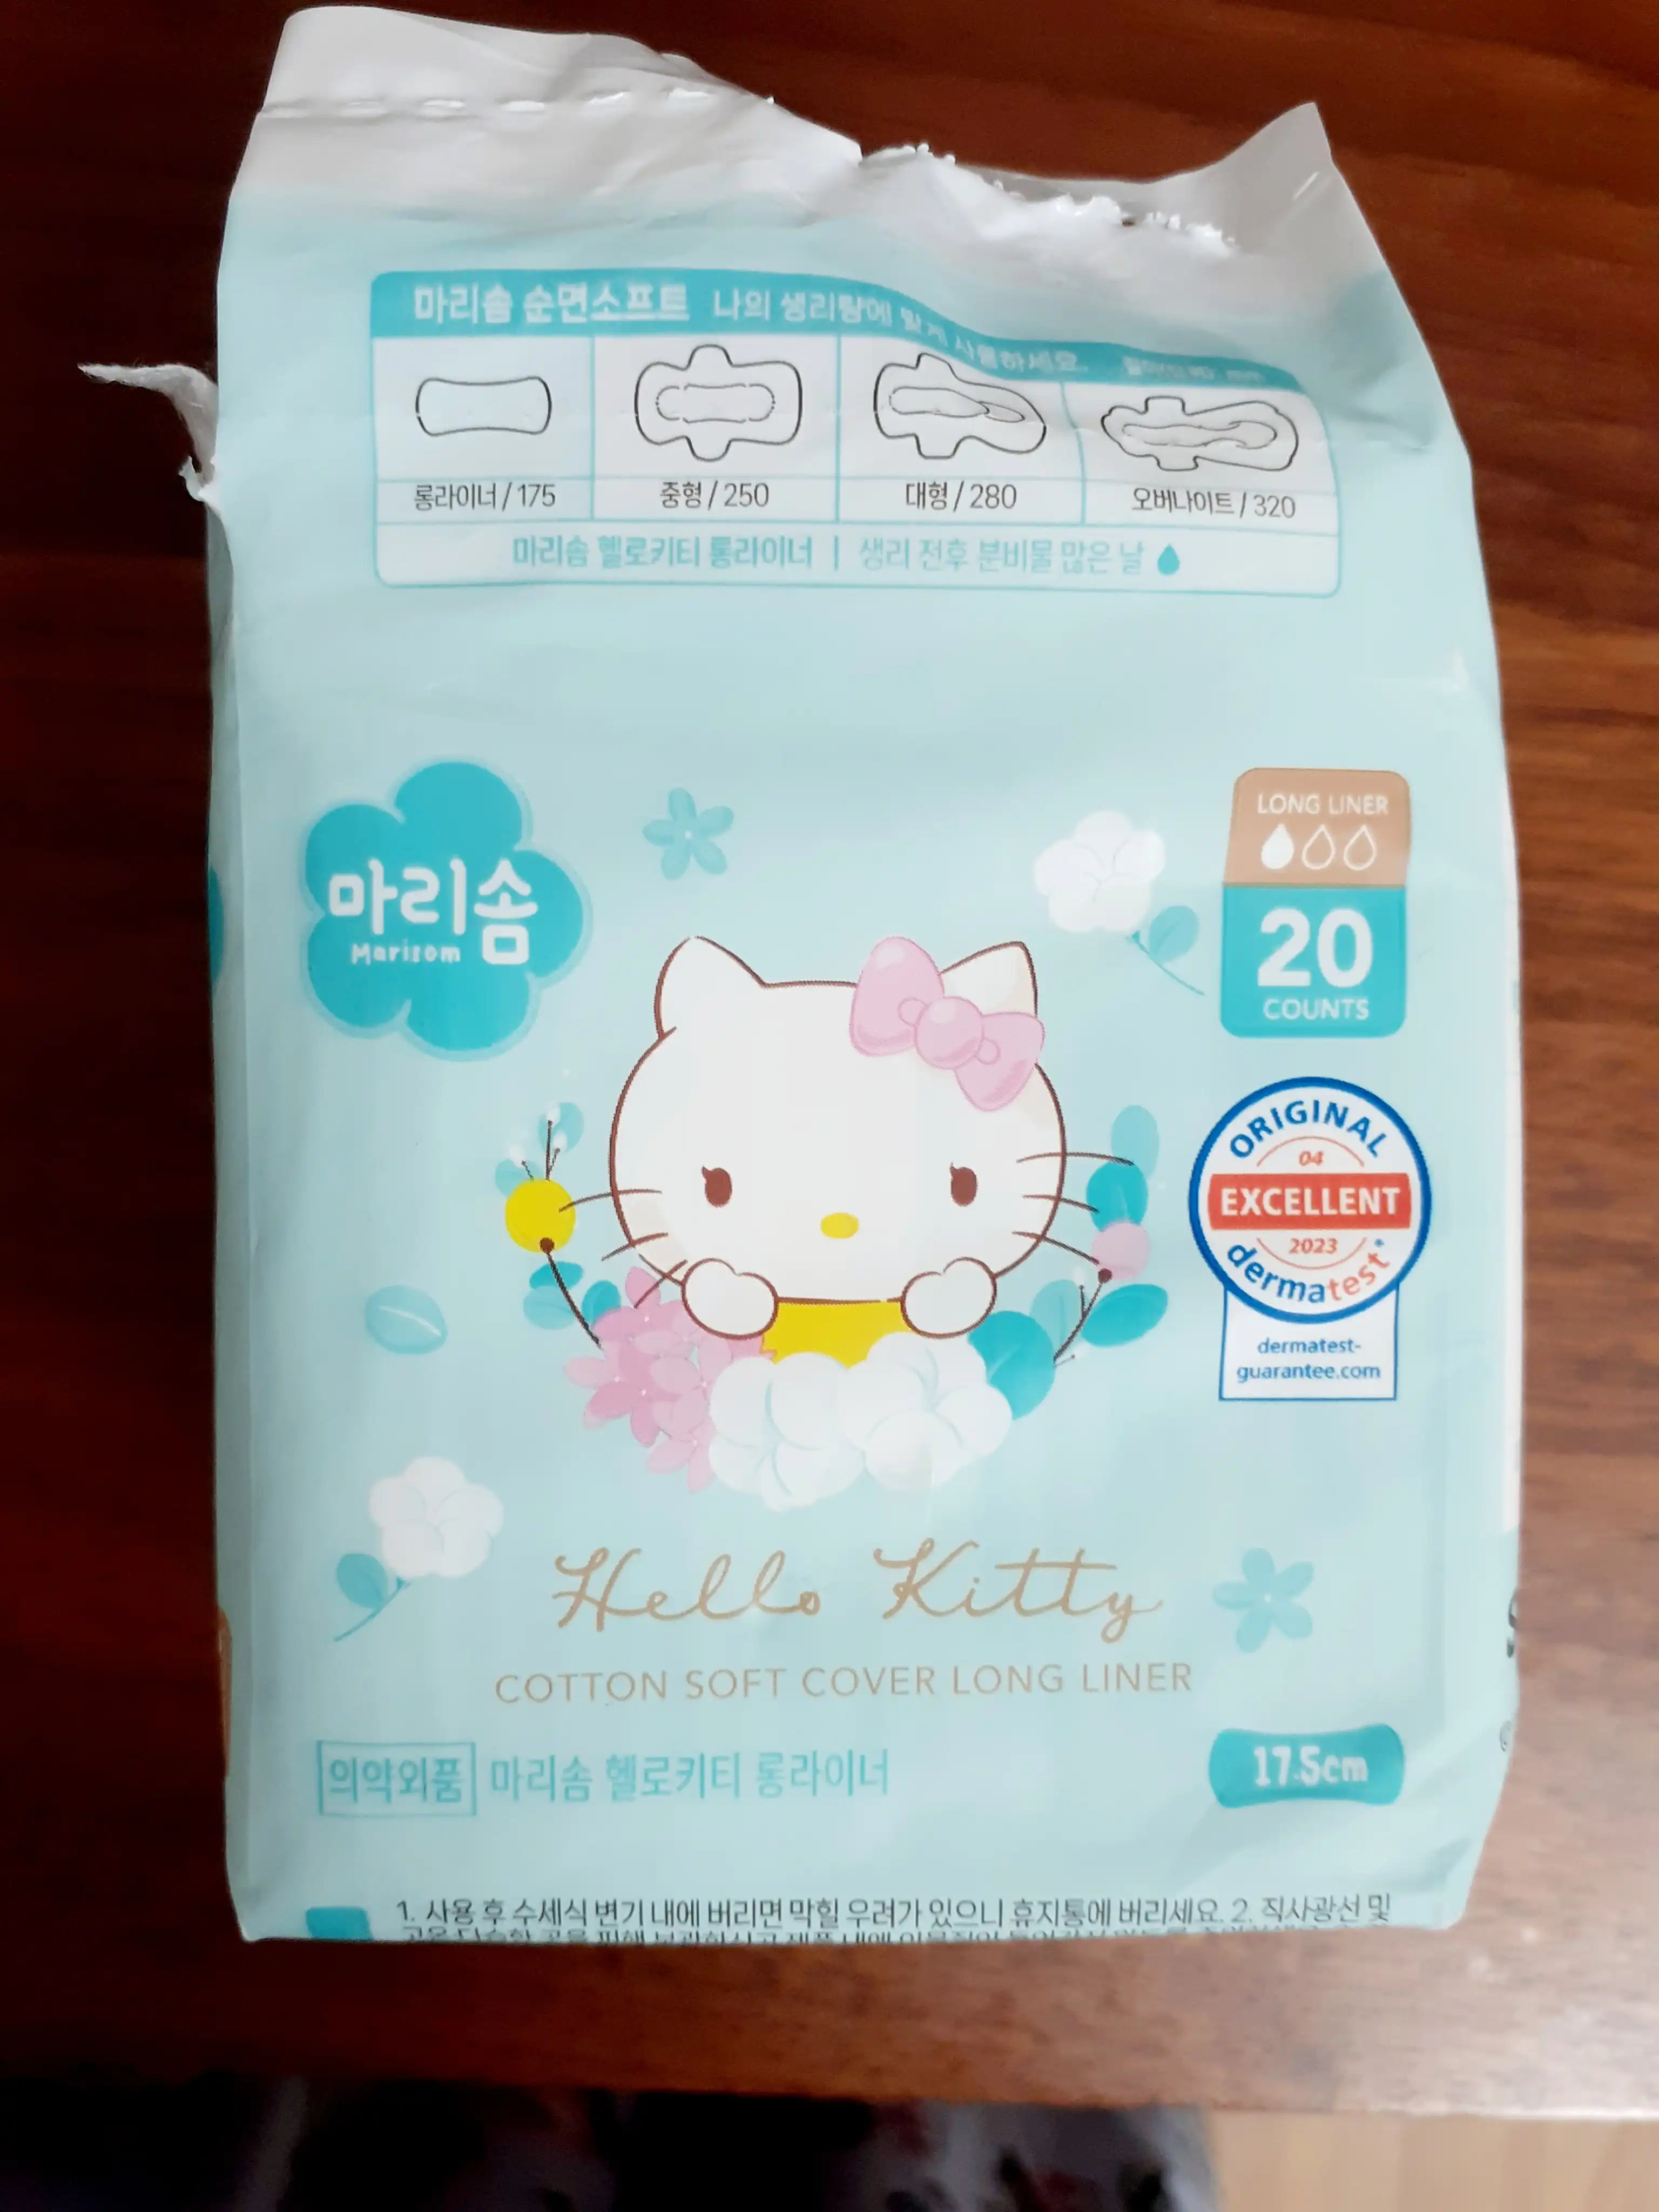 마리솜 순면소프트 나의 생리량에 맞게 사용하세요.
롱라이너/175 중형/250 대형/280 오버나이트/320
마리솜 헬로키티 롱라이너 | 생리 전후 분비물 많은 날
LONG LINER
20
COUNTS
마리솜
Marisom
ORIGINAL
04
EXCELLENT
2023
dermatest®
dermatest-
guarantee.com
Hello Kitty
COTTON SOFT COVER LONG LINER
의약외품 마리솜 헬로키티 롱라이너
17.5cm
1. 사용 후 수세식 변기 내에 버리면 막힐 우려가 있으니 휴지통에 버리세요. 2. 직사광선 및